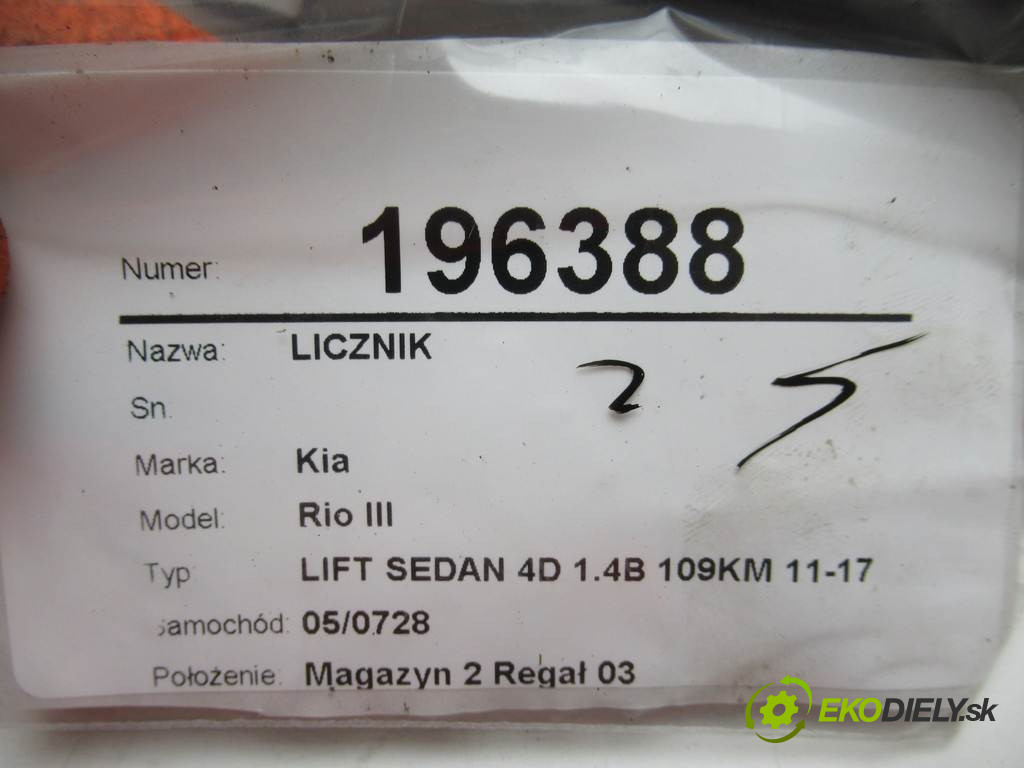 Numer: 196388
Nazwa: LICZNIK
2 5
Sn.
Marka: Kia
Model: Rio III
Typ LIFT SEDAN 4D 1.4B 109KM 11-17
Samochód: 05/0728
Położenie: Magazyn 2 Regał 03
EKODIELY.sk